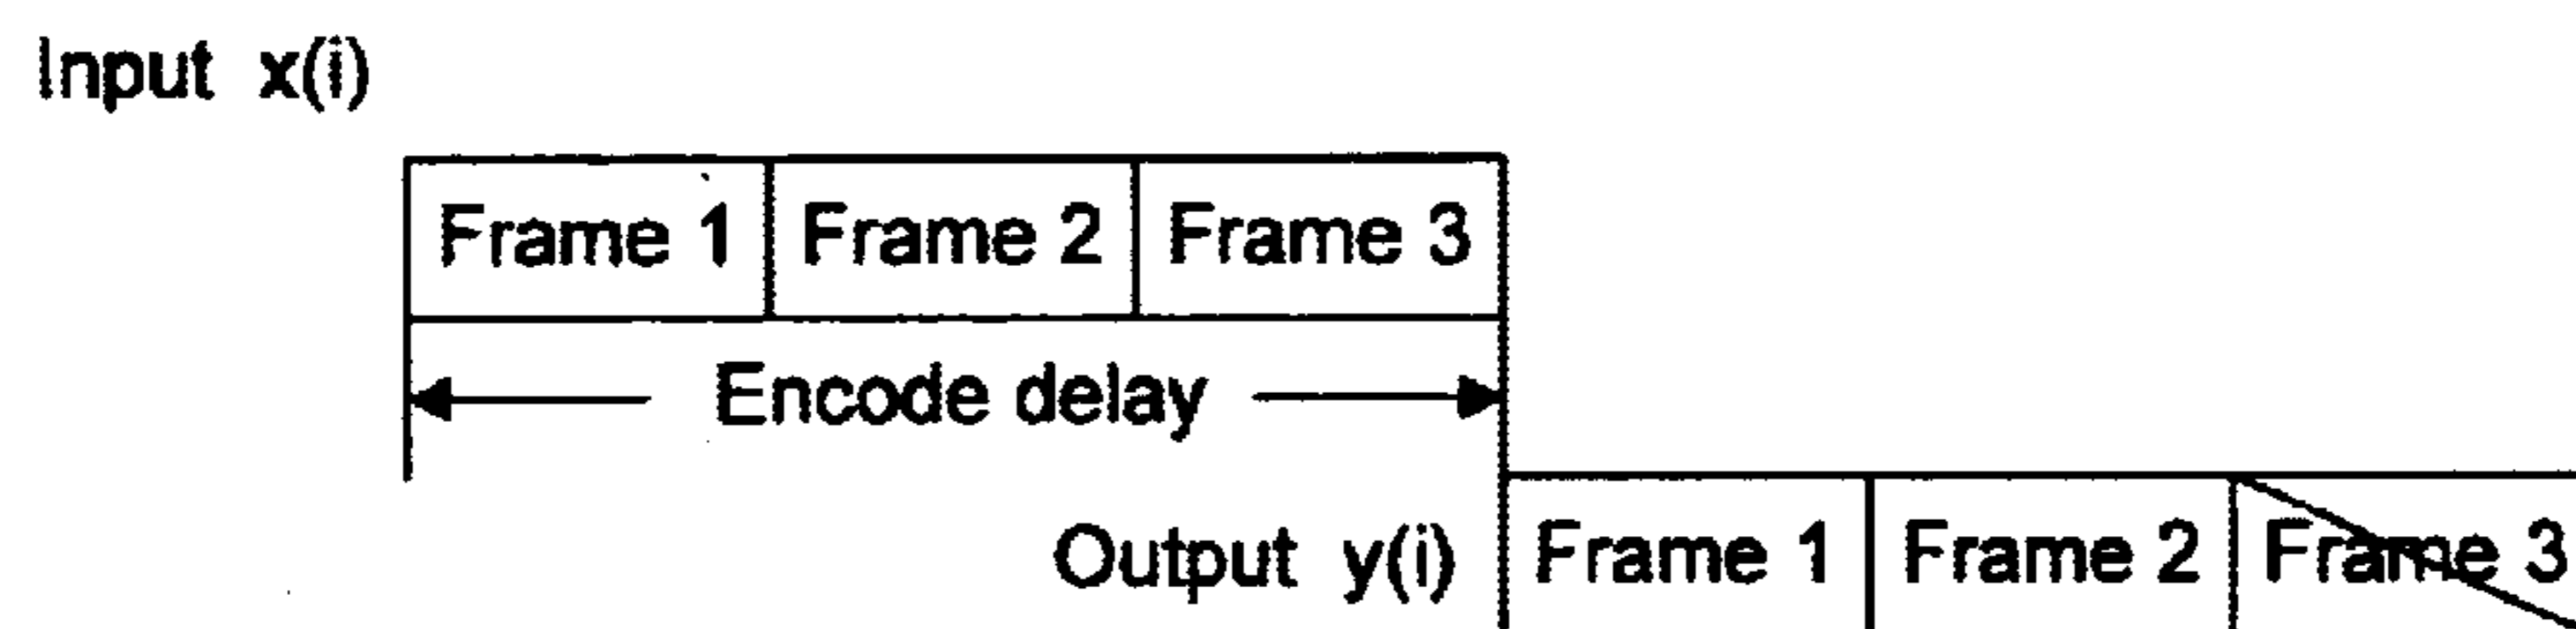 Input x(i)
Frame 1 Frame 2 Frame 3
Encode delay
Output y(i) Frame 1 Frame 2 Frame 3